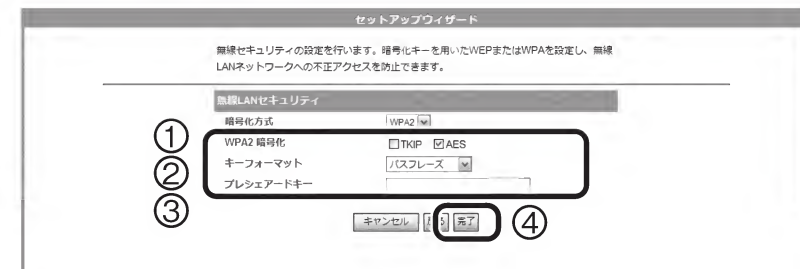 セットアップウィザード
無線セキュリティの設定を行います。暗号化キーを用いたWEPまたはWPAを設定し、無線
LANネットワークへの不正アクセスを防止できます。
無線LANセキュリティ
暗号化方式 WPA2
① WPA2 暗号化 TKIP AES
② キーフォーマット パスフレーズ
③ プレシェアードキー
キャンセル 完了 ④